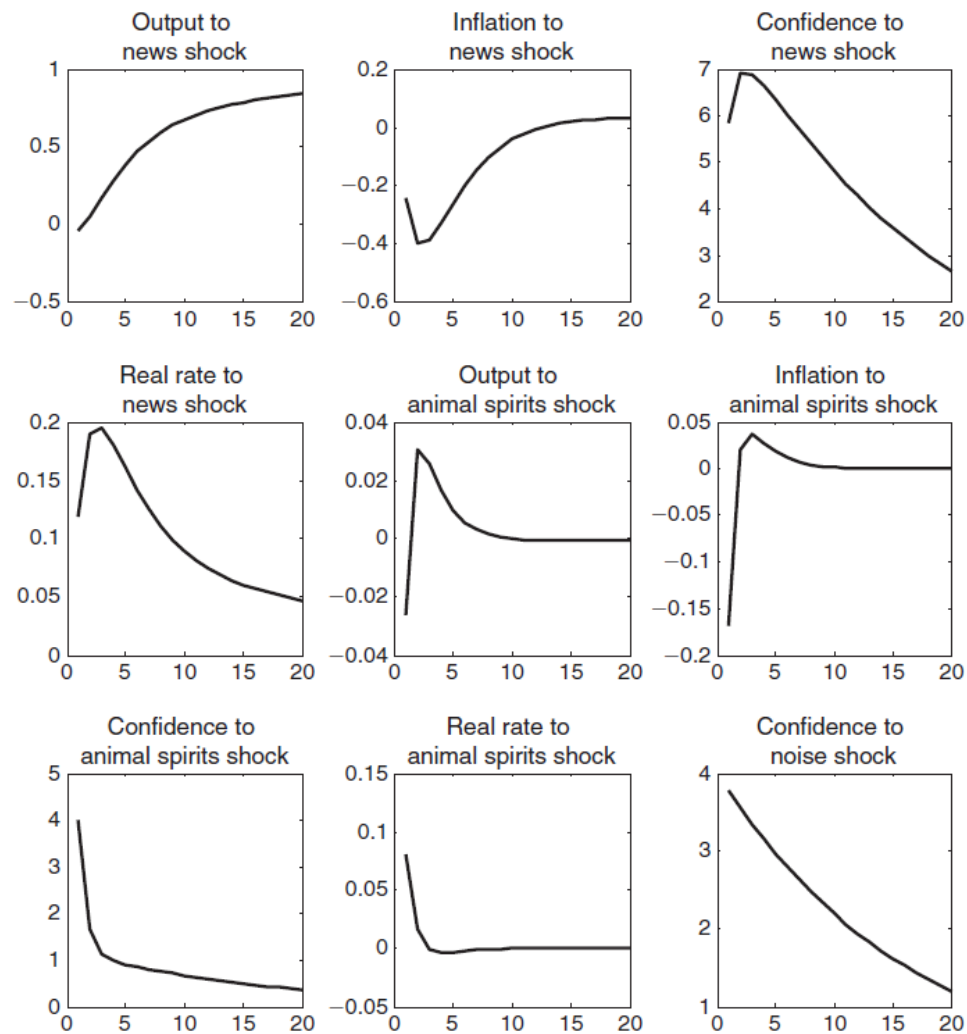 Output to
news shock
1
0.5
0
−0.5
0 5 10 15 20
Inflation to
news shock
0.2
0
−0.2
−0.4
−0.6
0 5 10 15 20
Confidence to
news shock
7
6
5
4
3
2
0 5 10 15 20
Real rate to
news shock
0.2
0.15
0.1
0.05
0
0 5 10 15 20
Output to
animal spirits shock
0.04
0.02
0
−0.02
−0.04
0 5 10 15 20
Inflation to
animal spirits shock
0.05
0
−0.05
−0.1
−0.15
−0.2
0 5 10 15 20
Confidence to
animal spirits shock
5
4
3
2
1
0
0 5 10 15 20
Real rate to
animal spirits shock
0.15
0.1
0.05
0
−0.05
0 5 10 15 20
Confidence to
noise shock
4
3
2
1
0 5 10 15 20